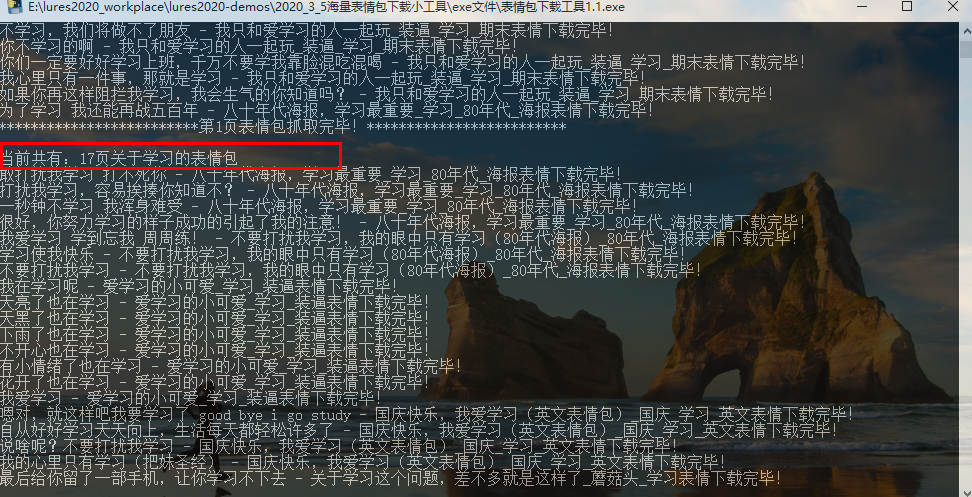 E:\lures2020_workplace\lures2020-demos\2020_3_5海量表情包下载小工具\exe文件\表情包下载工具1.1.exe
不学习，我们将做不了朋友 - 我只和爱学习的人一起玩_装逼_学习_期末表情下载完毕！
你不学习的啊 - 我只和爱学习的人一起玩_装逼_学习_期末表情下载完毕！
你们一定要好好学习上班，千万不要学我靠脸混吃混喝 - 我只和爱学习的人一起玩_装逼_学习_期末表情下载完毕！
我心里只有一件事，那就是学习 - 我只和爱学习的人一起玩_装逼_学习_期末表情下载完毕！
如果你再这样阻拦我学习，我会生气的你知道吗？ - 我只和爱学习的人一起玩_装逼_学习_期末表情下载完毕！
为了学习 我还能再战五百年 - 八十年代海报，学习最重要_学习_80年代_海报表情下载完毕！
**************************第1页表情包抓取完毕！**************************
当前共有：17页关于学习的表情包
敢打扰我学习 打不死你 - 八十年代海报，学习最重要_学习_80年代_海报表情下载完毕！
打扰我学习，容易挨揍你知道不？ - 八十年代海报，学习最重要_学习_80年代_海报表情下载完毕！
一秒钟不学习 我浑身难受 - 八十年代海报，学习最重要_学习_80年代_海报表情下载完毕！
很好，你努力学习的样子成功的引起了我的注意！ - 八十年代海报，学习最重要_学习_80年代_海报表情下载完毕！
我爱学习 学到忘我 周周练！ - 不要打扰我学习，我的眼中只有学习（80年代海报）_80年代_海报表情下载完毕！
学习使我快乐 - 不要打扰我学习，我的眼中只有学习（80年代海报）_80年代_海报表情下载完毕！
不要打扰我学习 - 不要打扰我学习，我的眼中只有学习（80年代海报）_80年代_海报表情下载完毕！
我在学习呢 - 爱学习的小可爱_学习_装逼表情下载完毕！
天亮了也在学习 - 爱学习的小可爱_学习_装逼表情下载完毕！
天黑了也在学习 - 爱学习的小可爱_学习_装逼表情下载完毕！
下雨了也在学习 - 爱学习的小可爱_学习_装逼表情下载完毕！
不开心也在学习 - 爱学习的小可爱_学习_装逼表情下载完毕！
有小情绪了也在学习 - 爱学习的小可爱_学习_装逼表情下载完毕！
花开了也在学习 - 爱学习的小可爱_学习_装逼表情下载完毕！
我爱学习 - 爱学习的小可爱_学习_装逼表情下载完毕！
嗯对，就这样吧我要学习了 good bye i go study - 国庆快乐，我爱学习（英文表情包）_国庆_学习_英文表情下载完毕！
自从好好学习天天向上，生活每天都轻松许多了 - 国庆快乐，我爱学习（英文表情包）_国庆_学习_英文表情下载完毕！
说啥呢？不要打扰我学习 - 国庆快乐，我爱学习（英文表情包）_国庆_学习_英文表情下载完毕！
我的心里只有学习（把妹圣经） - 国庆快乐，我爱学习（英文表情包）_国庆_学习_英文表情下载完毕！
最后给你留了一部手机，让你学习不下去 - 关于学习这个问题，差不多就是这样了_蘑菇头_学习表情下载完毕！